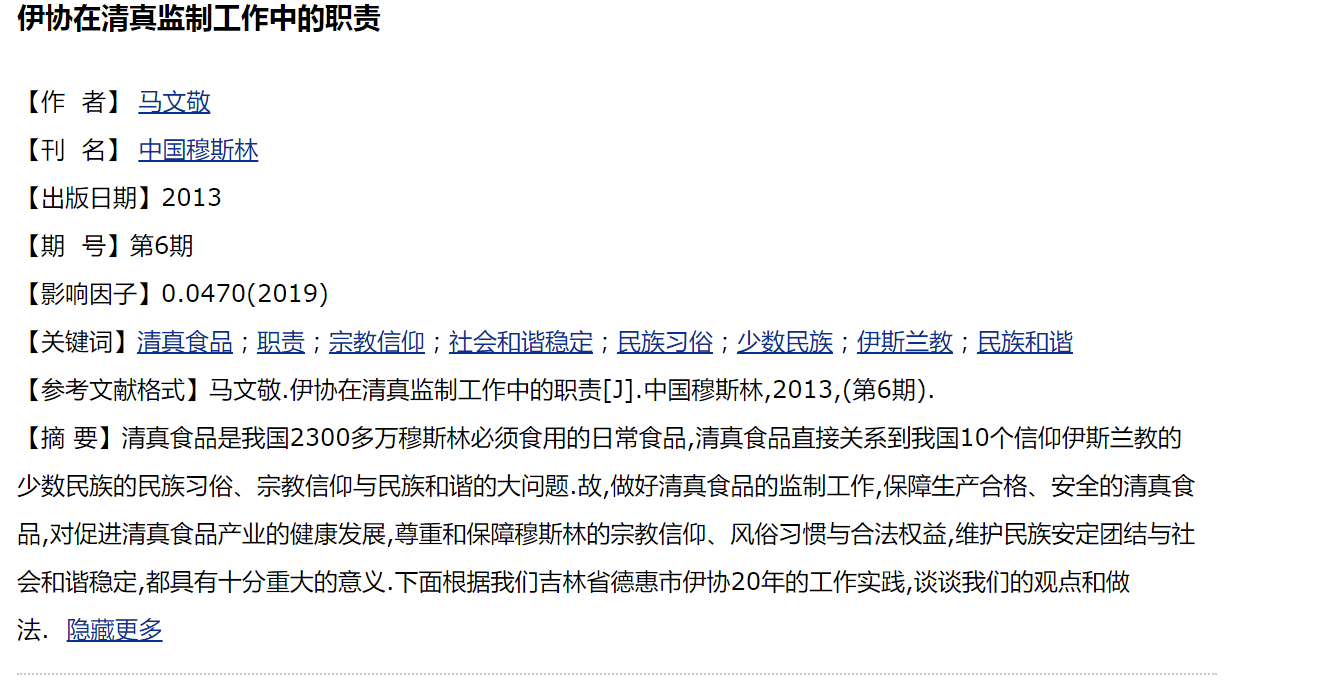 伊协在清真监制工作中的职责
【作 者】 马文敬
【刊 名】 中国穆斯林
【出版日期】2013
【期 号】第6期
【影响因子】0.0470(2019)
【关键词】清真食品；职责；宗教信仰；社会和谐稳定；民族习俗；少数民族；伊斯兰教；民族和谐
【参考文献格式】马文敬.伊协在清真监制工作中的职责[J].中国穆斯林,2013,(第6期).
【摘 要】清真食品是我国2300多万穆斯林必须食用的日常食品,清真食品直接关系到我国10个信仰伊斯兰教的
少数民族的民族习俗、宗教信仰与民族和谐的大问题.故,做好清真食品的监制工作,保障生产合格、安全的清真食
品,对促进清真食品产业的健康发展,尊重和保障穆斯林的宗教信仰、风俗习惯与合法权益,维护民族安定团结与社
会和谐稳定,都具有十分重大的意义.下面根据我们吉林省德惠市伊协20年的工作实践,谈谈我们的观点和做
法. 隐藏更多